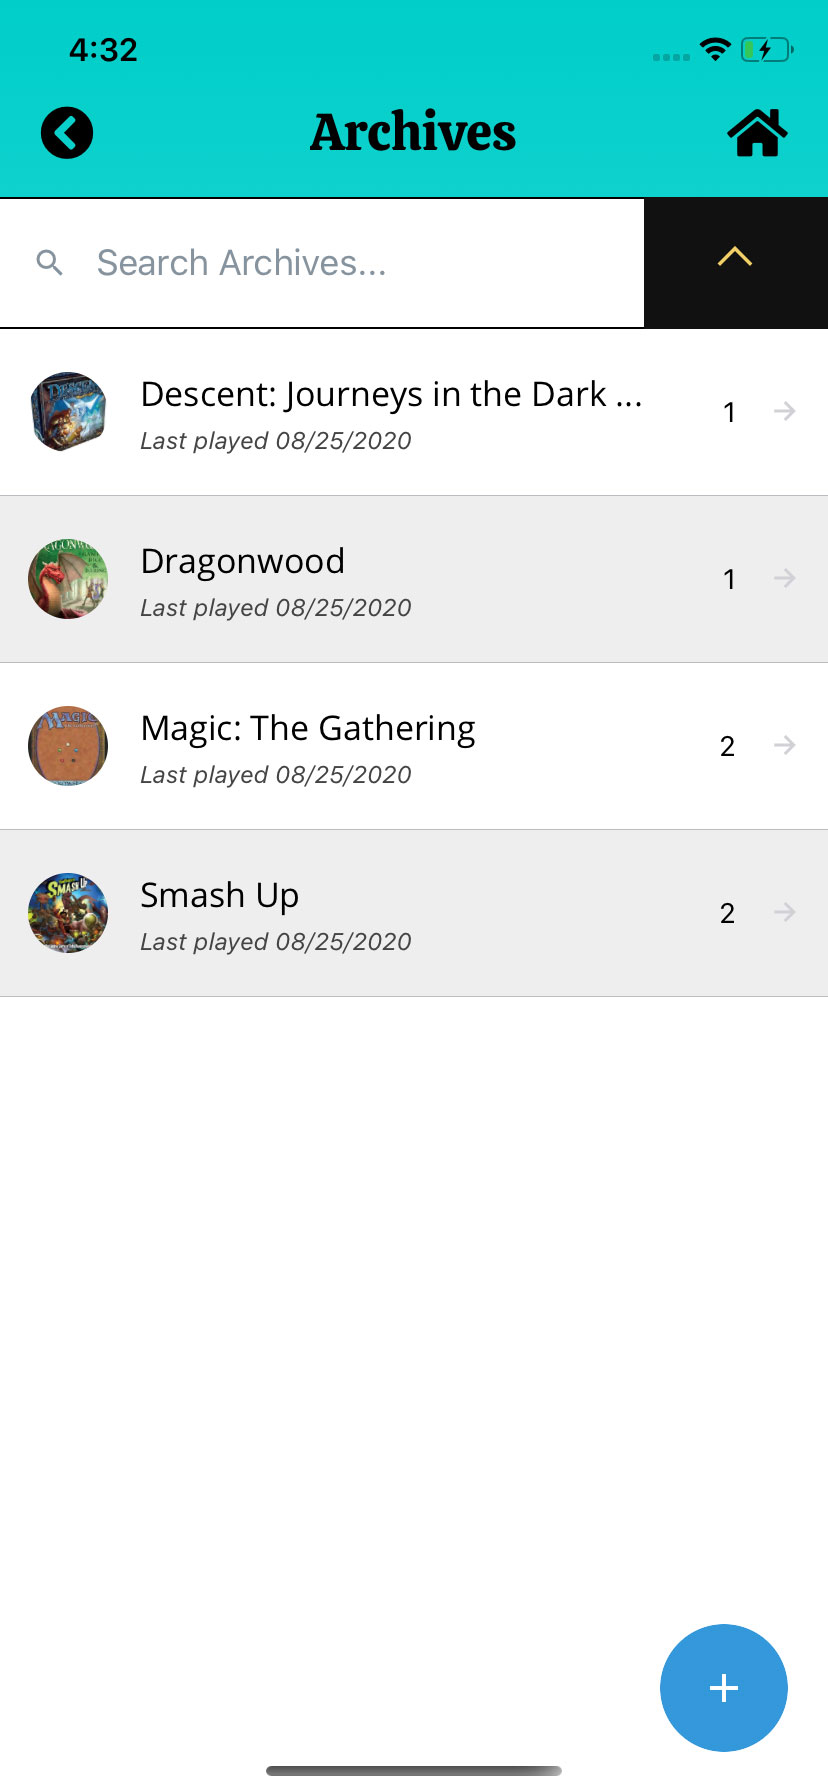 4:32
Archives
Search Archives...
Descent: Journeys in the Dark ...
Last played 08/25/2020
1
Dragonwood
Last played 08/25/2020
1
Magic: The Gathering
Last played 08/25/2020
2
Smash Up
Last played 08/25/2020
2